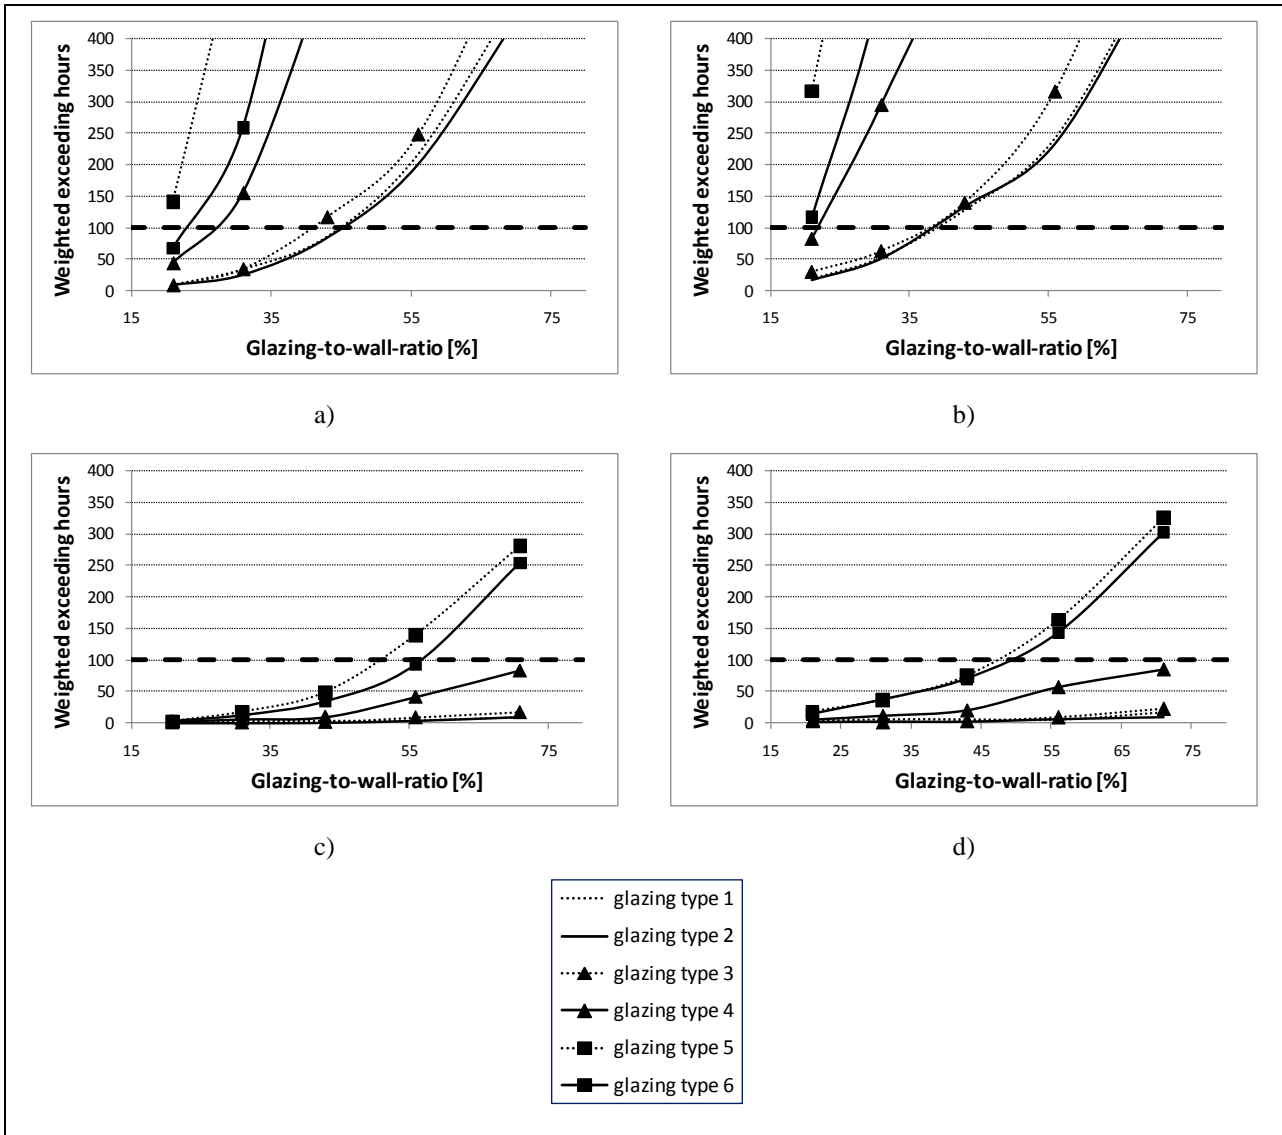 Weighted exceeding hours
400
350
300
250
200
150
100
50
0
15 35 55 75
Glazing-to-wall-ratio [%]
a)
Weighted exceeding hours
400
350
300
250
200
150
100
50
0
15 35 55 75
Glazing-to-wall-ratio [%]
b)
Weighted exceeding hours
400
350
300
250
200
150
100
50
0
15 35 55 75
Glazing-to-wall-ratio [%]
c)
Weighted exceeding hours
400
350
300
250
200
150
100
50
0
15 25 35 45 55 65 75
Glazing-to-wall-ratio [%]
d)
glazing type 1
glazing type 2
glazing type 3
glazing type 4
glazing type 5
glazing type 6